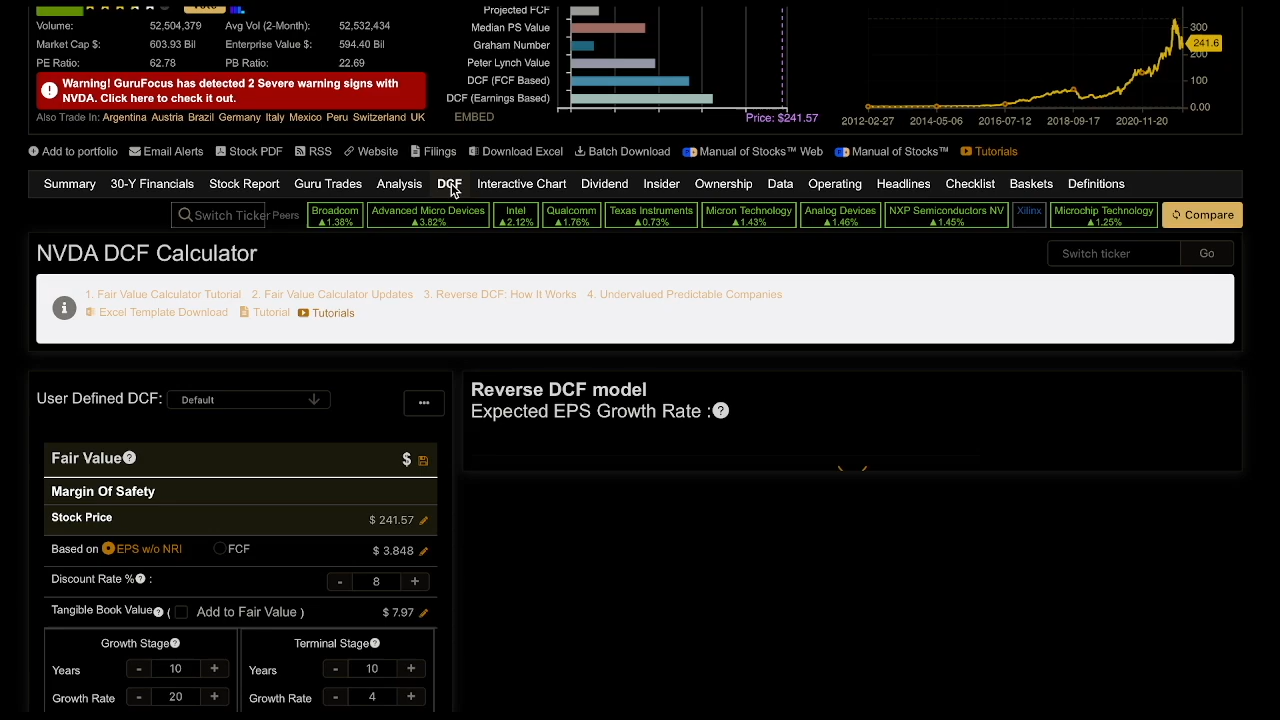 Projected FCF
Volume: 52,504,379 Avg Vol (2-Month): 52,532,434
Median PS Value
300
Market Cap $: 603.93 Bil Enterprise Value $: 594.40 Bil
Graham Number
241.6
200
PE Ratio: 62.78 PB Ratio: 22.69
Peter Lynch Value
Warning! GuruFocus has detected 2 Severe warning signs with
NVDA. Click here to check it out.
DCF (FCF Based)
100
DCF (Earnings Based)
0.00
Also Trade In: Argentina Austria Brazil Germany Italy Mexico Peru Switzerland UK
EMBED
Price: $241.57
2012-02-27 2014-05-06 2016-07-12 2018-09-17 2020-11-20
Add to portfolio Email Alerts Stock PDF RSS Website Filings Download Excel Batch Download Manual of Stocks™ Web Manual of Stocks™ Tutorials
Summary 30-Y Financials Stock Report Guru Trades Analysis DCF Interactive Chart Dividend Insider Ownership Data Operating Headlines Checklist Baskets Definitions
Switch Ticker Peers
Broadcom Advanced Micro Devices Intel Qualcomm Texas Instruments Micron Technology Analog Devices NXP Semiconductors NV Xilinx Microchip Technology
▲1.38% ▲3.82% ▲2.12% ▲1.76% ▲0.73% ▲1.43% ▲1.46% ▲1.45% ▲1.25%
Compare
NVDA DCF Calculator
Switch ticker Go
1. Fair Value Calculator Tutorial 2. Fair Value Calculator Updates 3. Reverse DCF: How It Works 4. Undervalued Predictable Companies
Excel Template Download Tutorial Tutorials
User Defined DCF: Default ...
Reverse DCF model
Expected EPS Growth Rate :?
Fair Value? $
Margin Of Safety
Stock Price $ 241.57
Based on EPS w/o NRI FCF $ 3.848
Discount Rate %? : - 8 +
Tangible Book Value? ( Add to Fair Value ) $ 7.97
Growth Stage? Terminal Stage?
Years - 10 + Years - 10 +
Growth Rate - 20 + Growth Rate - 4 +